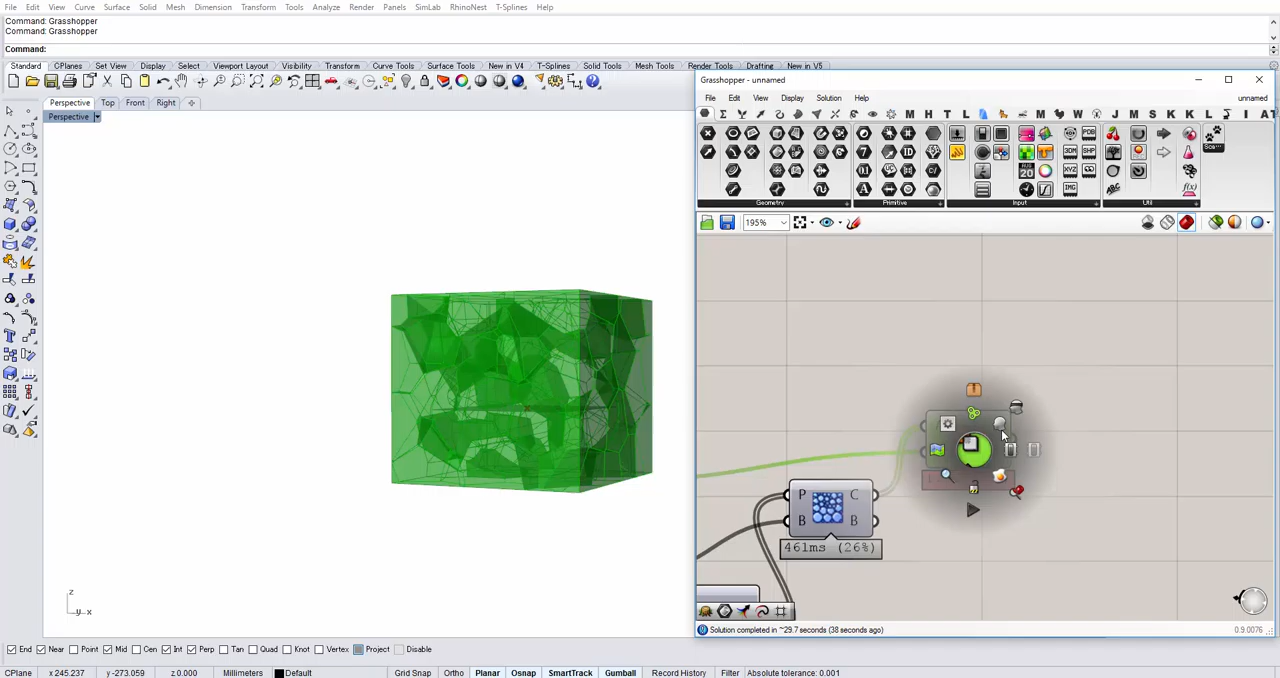 File Edit View Curve Surface Solid Mesh Dimension Transform Tools Analyze Render Panels SimLab RhinoNest T-Splines Help
Command: Grasshopper
Command: Grasshopper
Command:
Standard CPlanes Set View Display Select Viewport Layout Visibility Transform Curve Tools Surface Tools Solid Tools Mesh Tools Render Tools Drafting New in V4 T-Splines New in V5
Perspective Top Front Right
Perspective
Grasshopper - unnamed
File Edit View Display Solution Help unnamed
M H T L M W J M S K K L I AT
Geometry Primitive Input Util
195%
P C
B B
461ms (26%)
z
y x
Solution completed in ~29.7 seconds (38 seconds ago) 0.9.0076
End Near Point Mid Cen Int Perp Tan Quad Knot Vertex Project Disable
CPlane x 245.237 y -273.059 z 0.000 Millimeters Default Grid Snap Ortho Planar Osnap SmartTrack Gumball Record History Filter Absolute tolerance: 0.001